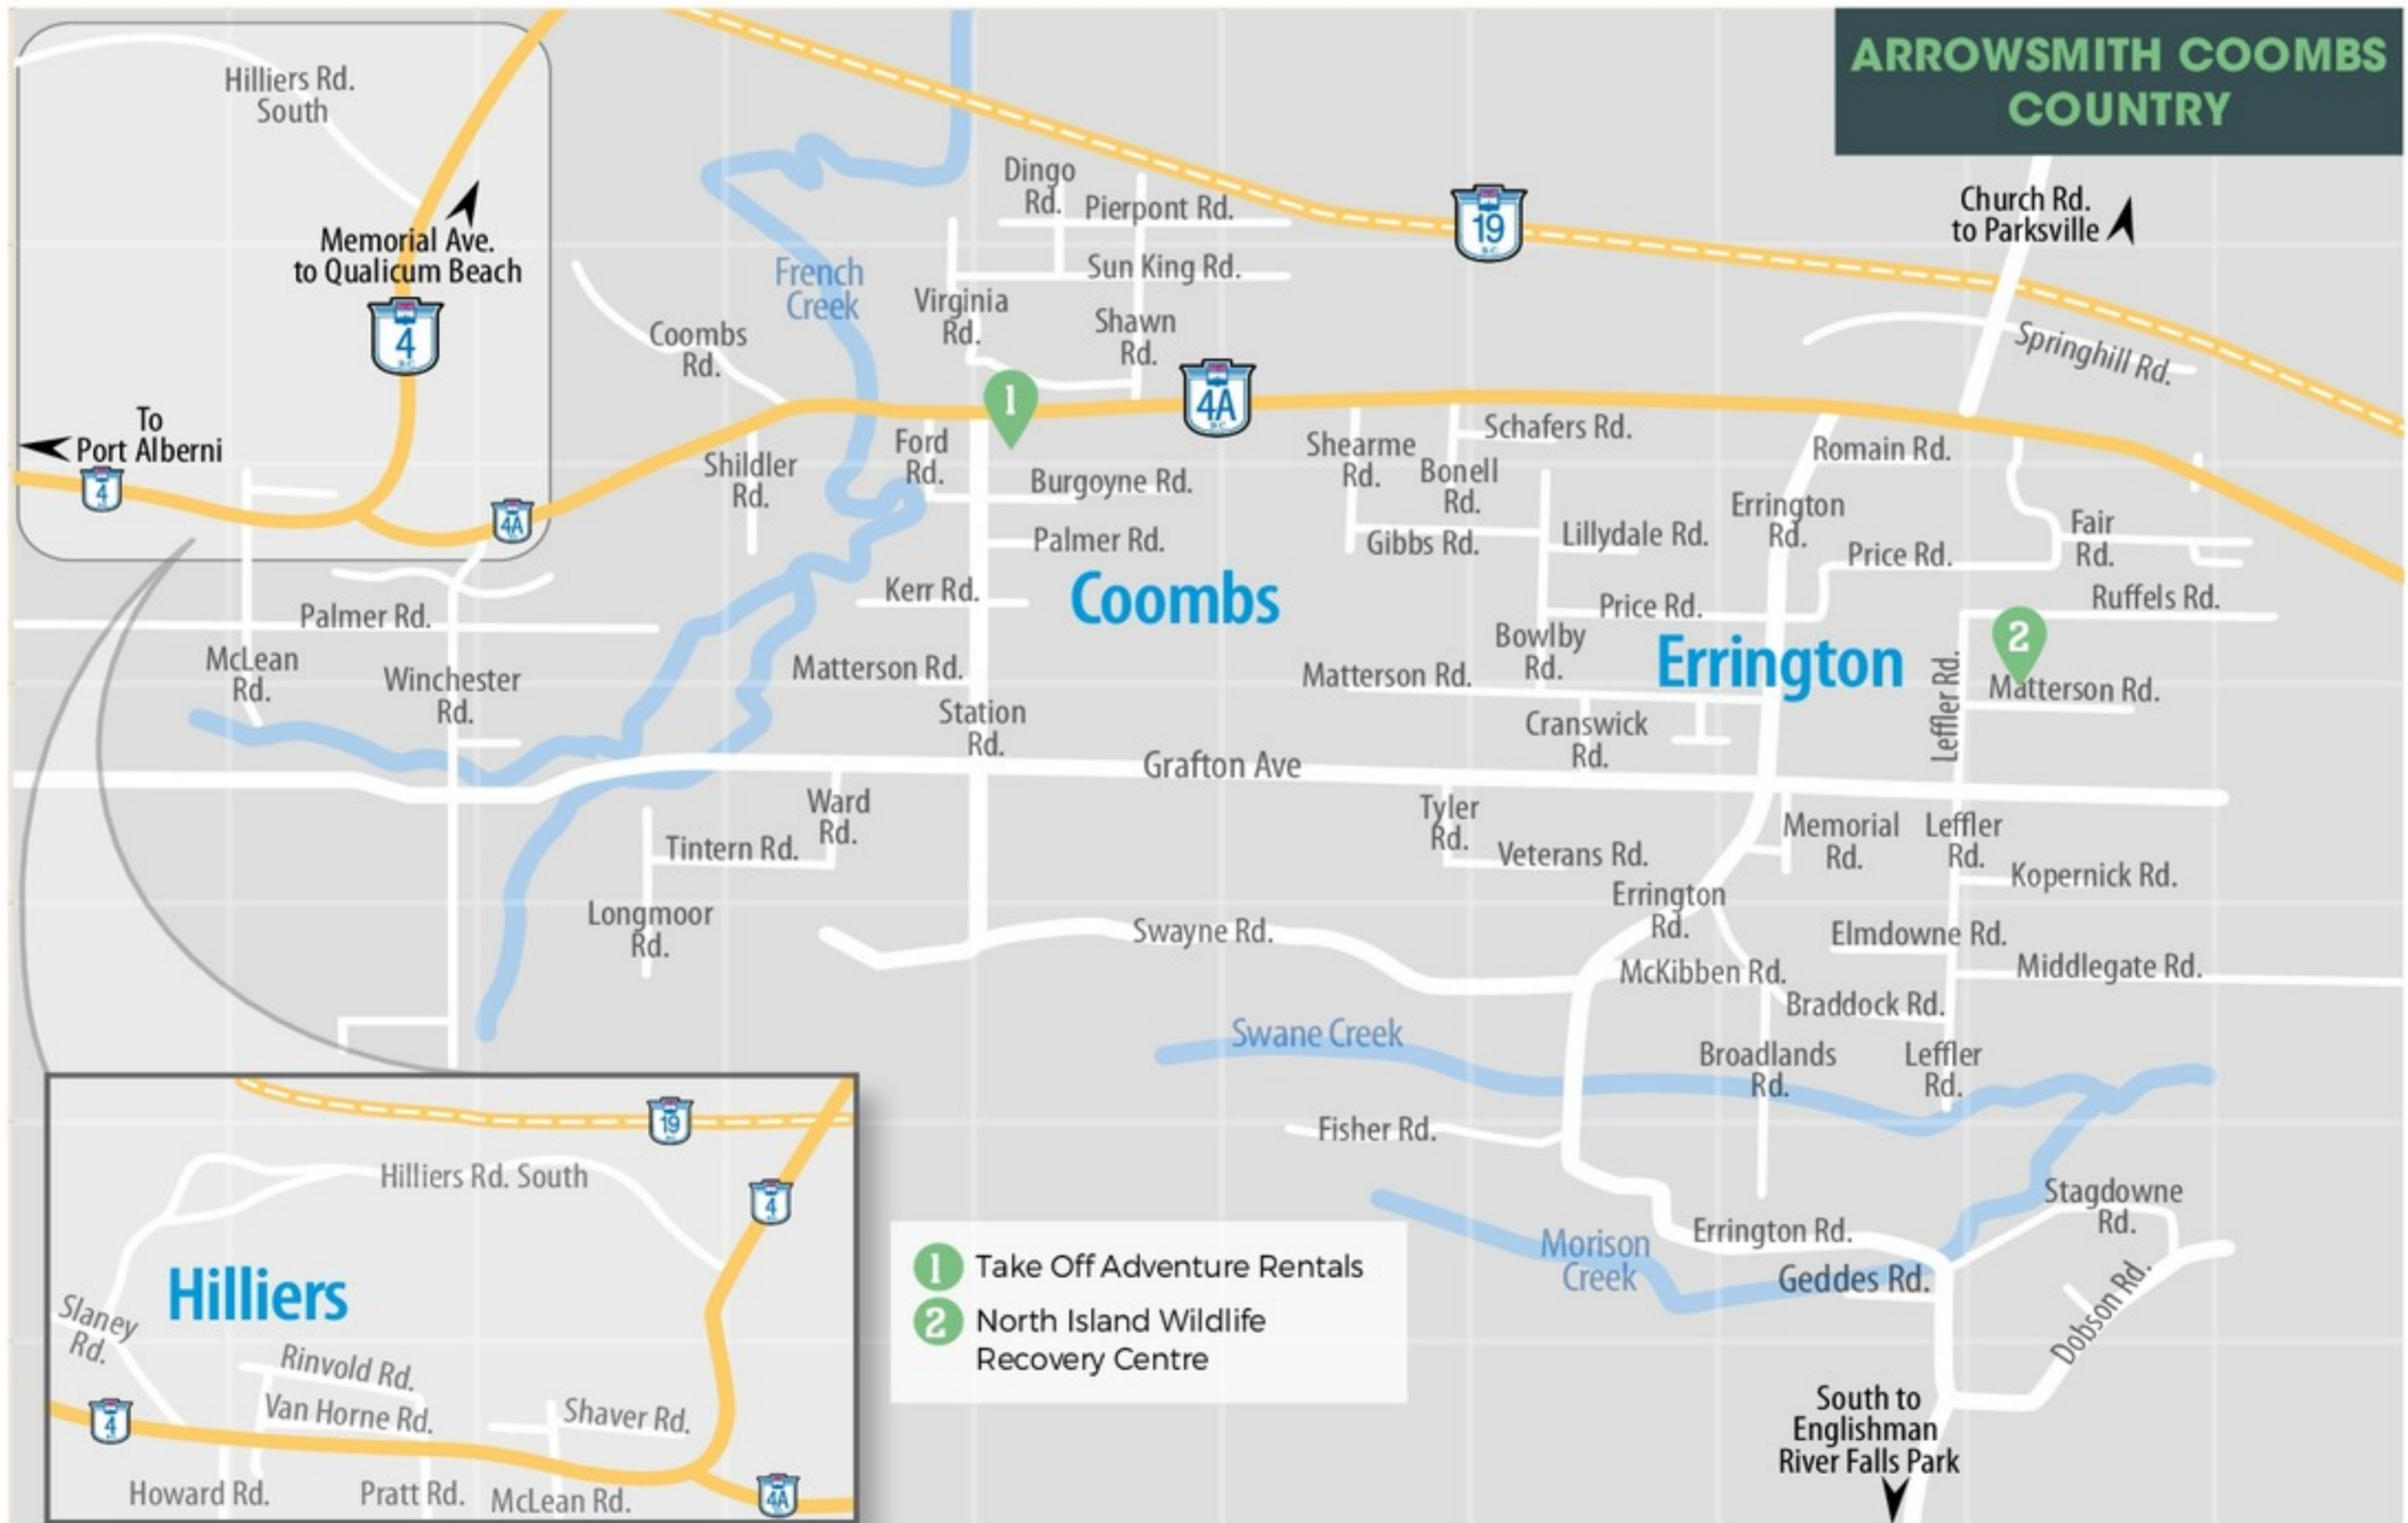 ARROWSMITH COOMBS
COUNTRY
Hilliers Rd.
South
Memorial Ave.
to Qualicum Beach
4
B.C.
To
Port Alberni
4
4A
Dingo
Rd.
Pierpont Rd.
Sun King Rd.
French
Creek
Virginia
Rd.
Shawn
Rd.
Coombs
Rd.
19
B.C.
Church Rd.
to Parksville
Springhill Rd.
1
4A
B.C.
Shildler
Rd.
Ford
Rd.
Burgoyne Rd.
Palmer Rd.
Kerr Rd.
Coombs
Shearme
Rd.
Bonell
Rd.
Schafers Rd.
Gibbs Rd.
Lillydale Rd.
Romain Rd.
Errington
Rd.
Price Rd.
Fair
Rd.
Ruffels Rd.
Price Rd.
Errington
2
Palmer Rd.
McLean
Rd.
Winchester
Rd.
Matterson Rd.
Station
Rd.
Matterson Rd.
Bowlby
Rd.
Cranswick
Rd.
Leffler Rd.
Matterson Rd.
Grafton Ave
Ward
Rd.
Tintern Rd.
Longmoor
Rd.
Tyler
Rd.
Veterans Rd.
Memorial
Rd.
Leffler
Rd.
Kopernick Rd.
Errington
Rd.
Elmdowne Rd.
Middlegate Rd.
Swayne Rd.
McKibben Rd.
Braddock Rd.
Swane Creek
Broadlands
Rd.
Leffler
Rd.
Fisher Rd.
Morison
Creek
Errington Rd.
Geddes Rd.
Stagdowne
Rd.
Dobson Rd.
South to
Englishman
River Falls Park
19
Hilliers Rd. South
4
Hilliers
Slaney
Rd.
Rinvold Rd.
Van Horne Rd.
Shaver Rd.
4
Howard Rd.
Pratt Rd.
McLean Rd.
4A
1 Take Off Adventure Rentals
2 North Island Wildlife
Recovery Centre